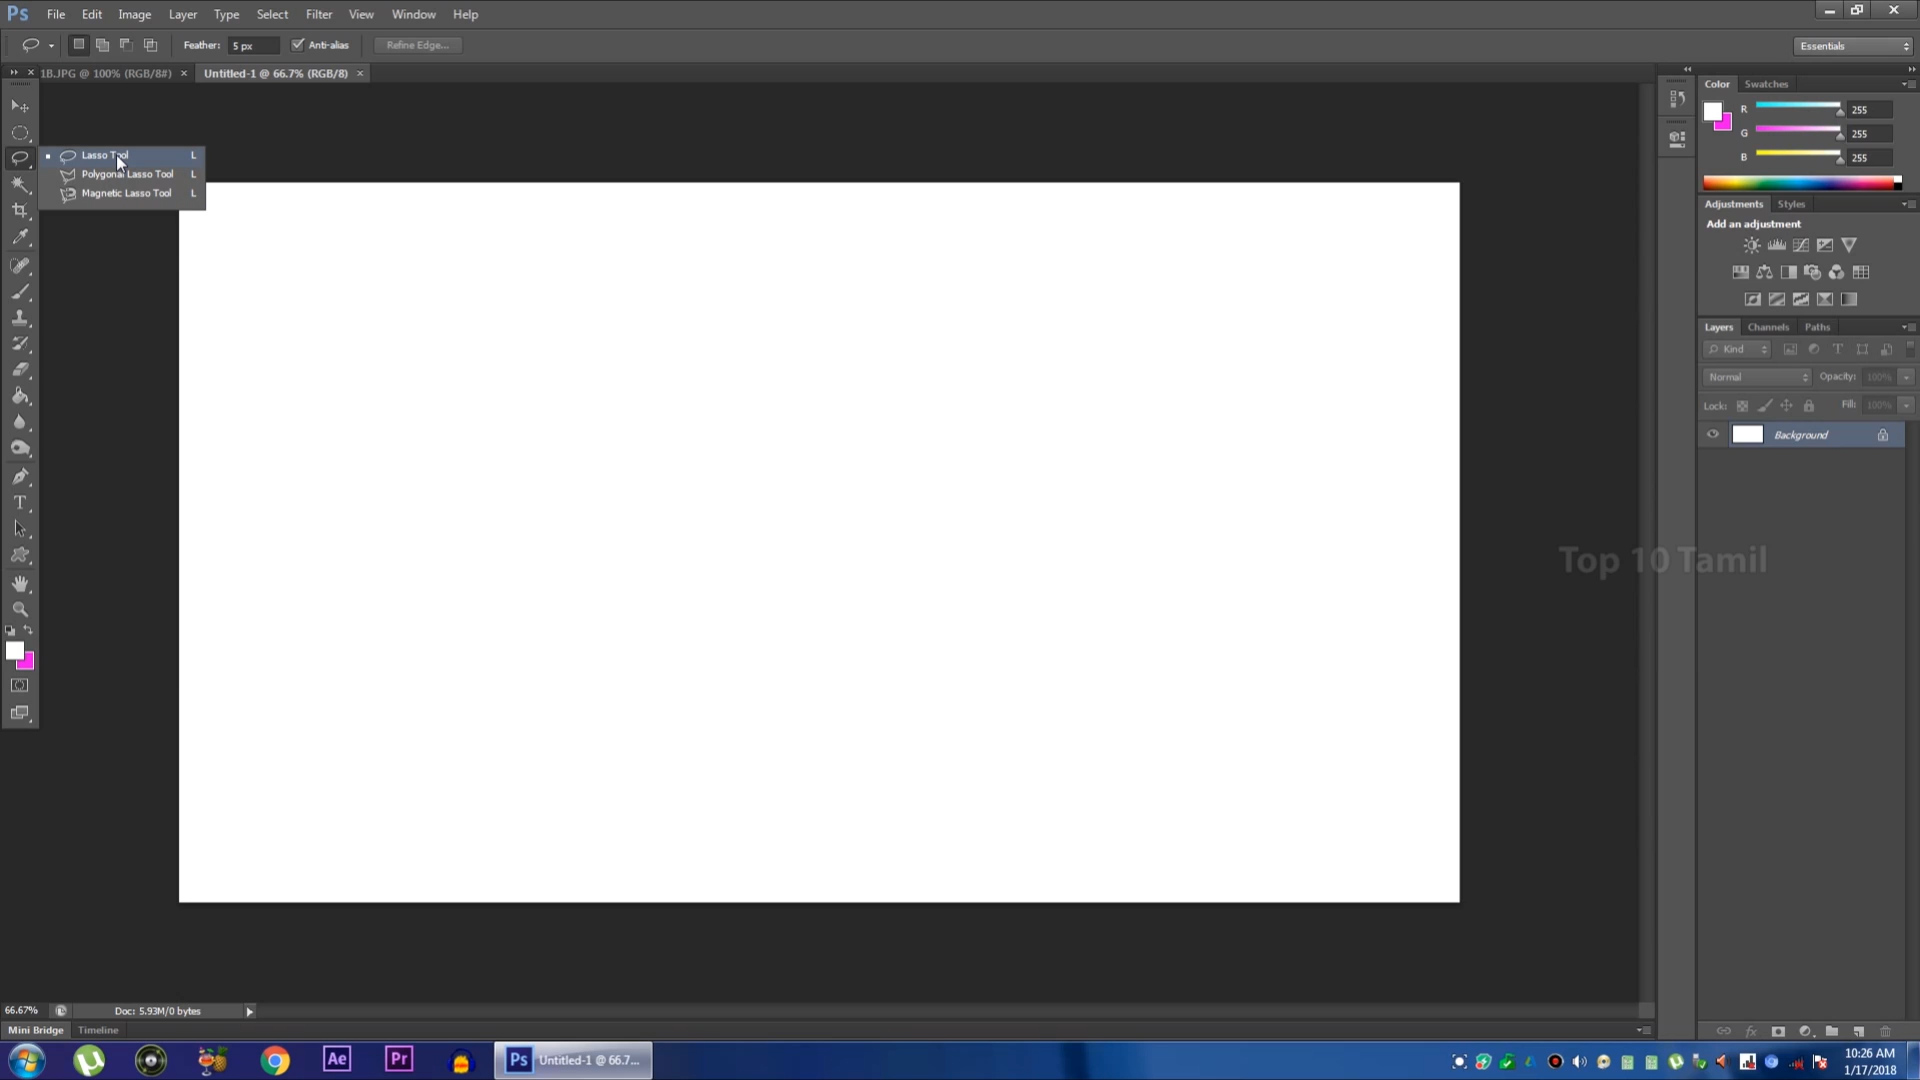 Ps File Edit Image Layer Type Select Filter View Window Help
Feather: 5 px Anti-alias Refine Edge... Essentials
1B.JPG @ 100% (RGB/8#) × Untitled-1 @ 66.7% (RGB/8) ×
Color Swatches
R 255
G 255
B 255
Lasso Tool L
Polygonal Lasso Tool L
Magnetic Lasso Tool L
Adjustments Styles
Add an adjustment
Layers Channels Paths
Kind
Normal Opacity: 100%
Lock: Fill: 100%
Background
Top 10 Tamil
66.67% Doc: 5.93M/0 bytes
Mini Bridge Timeline
Ae Pr Ps Untitled-1 @ 66.7...
10:26 AM
1/17/2018